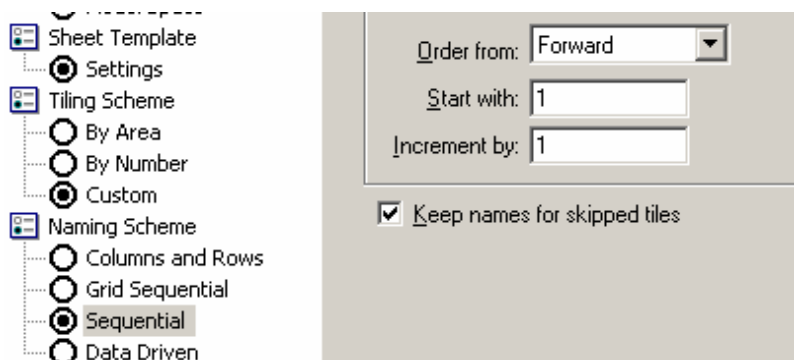 Sheet Template
Settings
Tiling Scheme
By Area
By Number
Custom
Naming Scheme
Columns and Rows
Grid Sequential
Sequential
Data Driven
Order from: Forward
Start with: 1
Increment by: 1
Keep names for skipped tiles